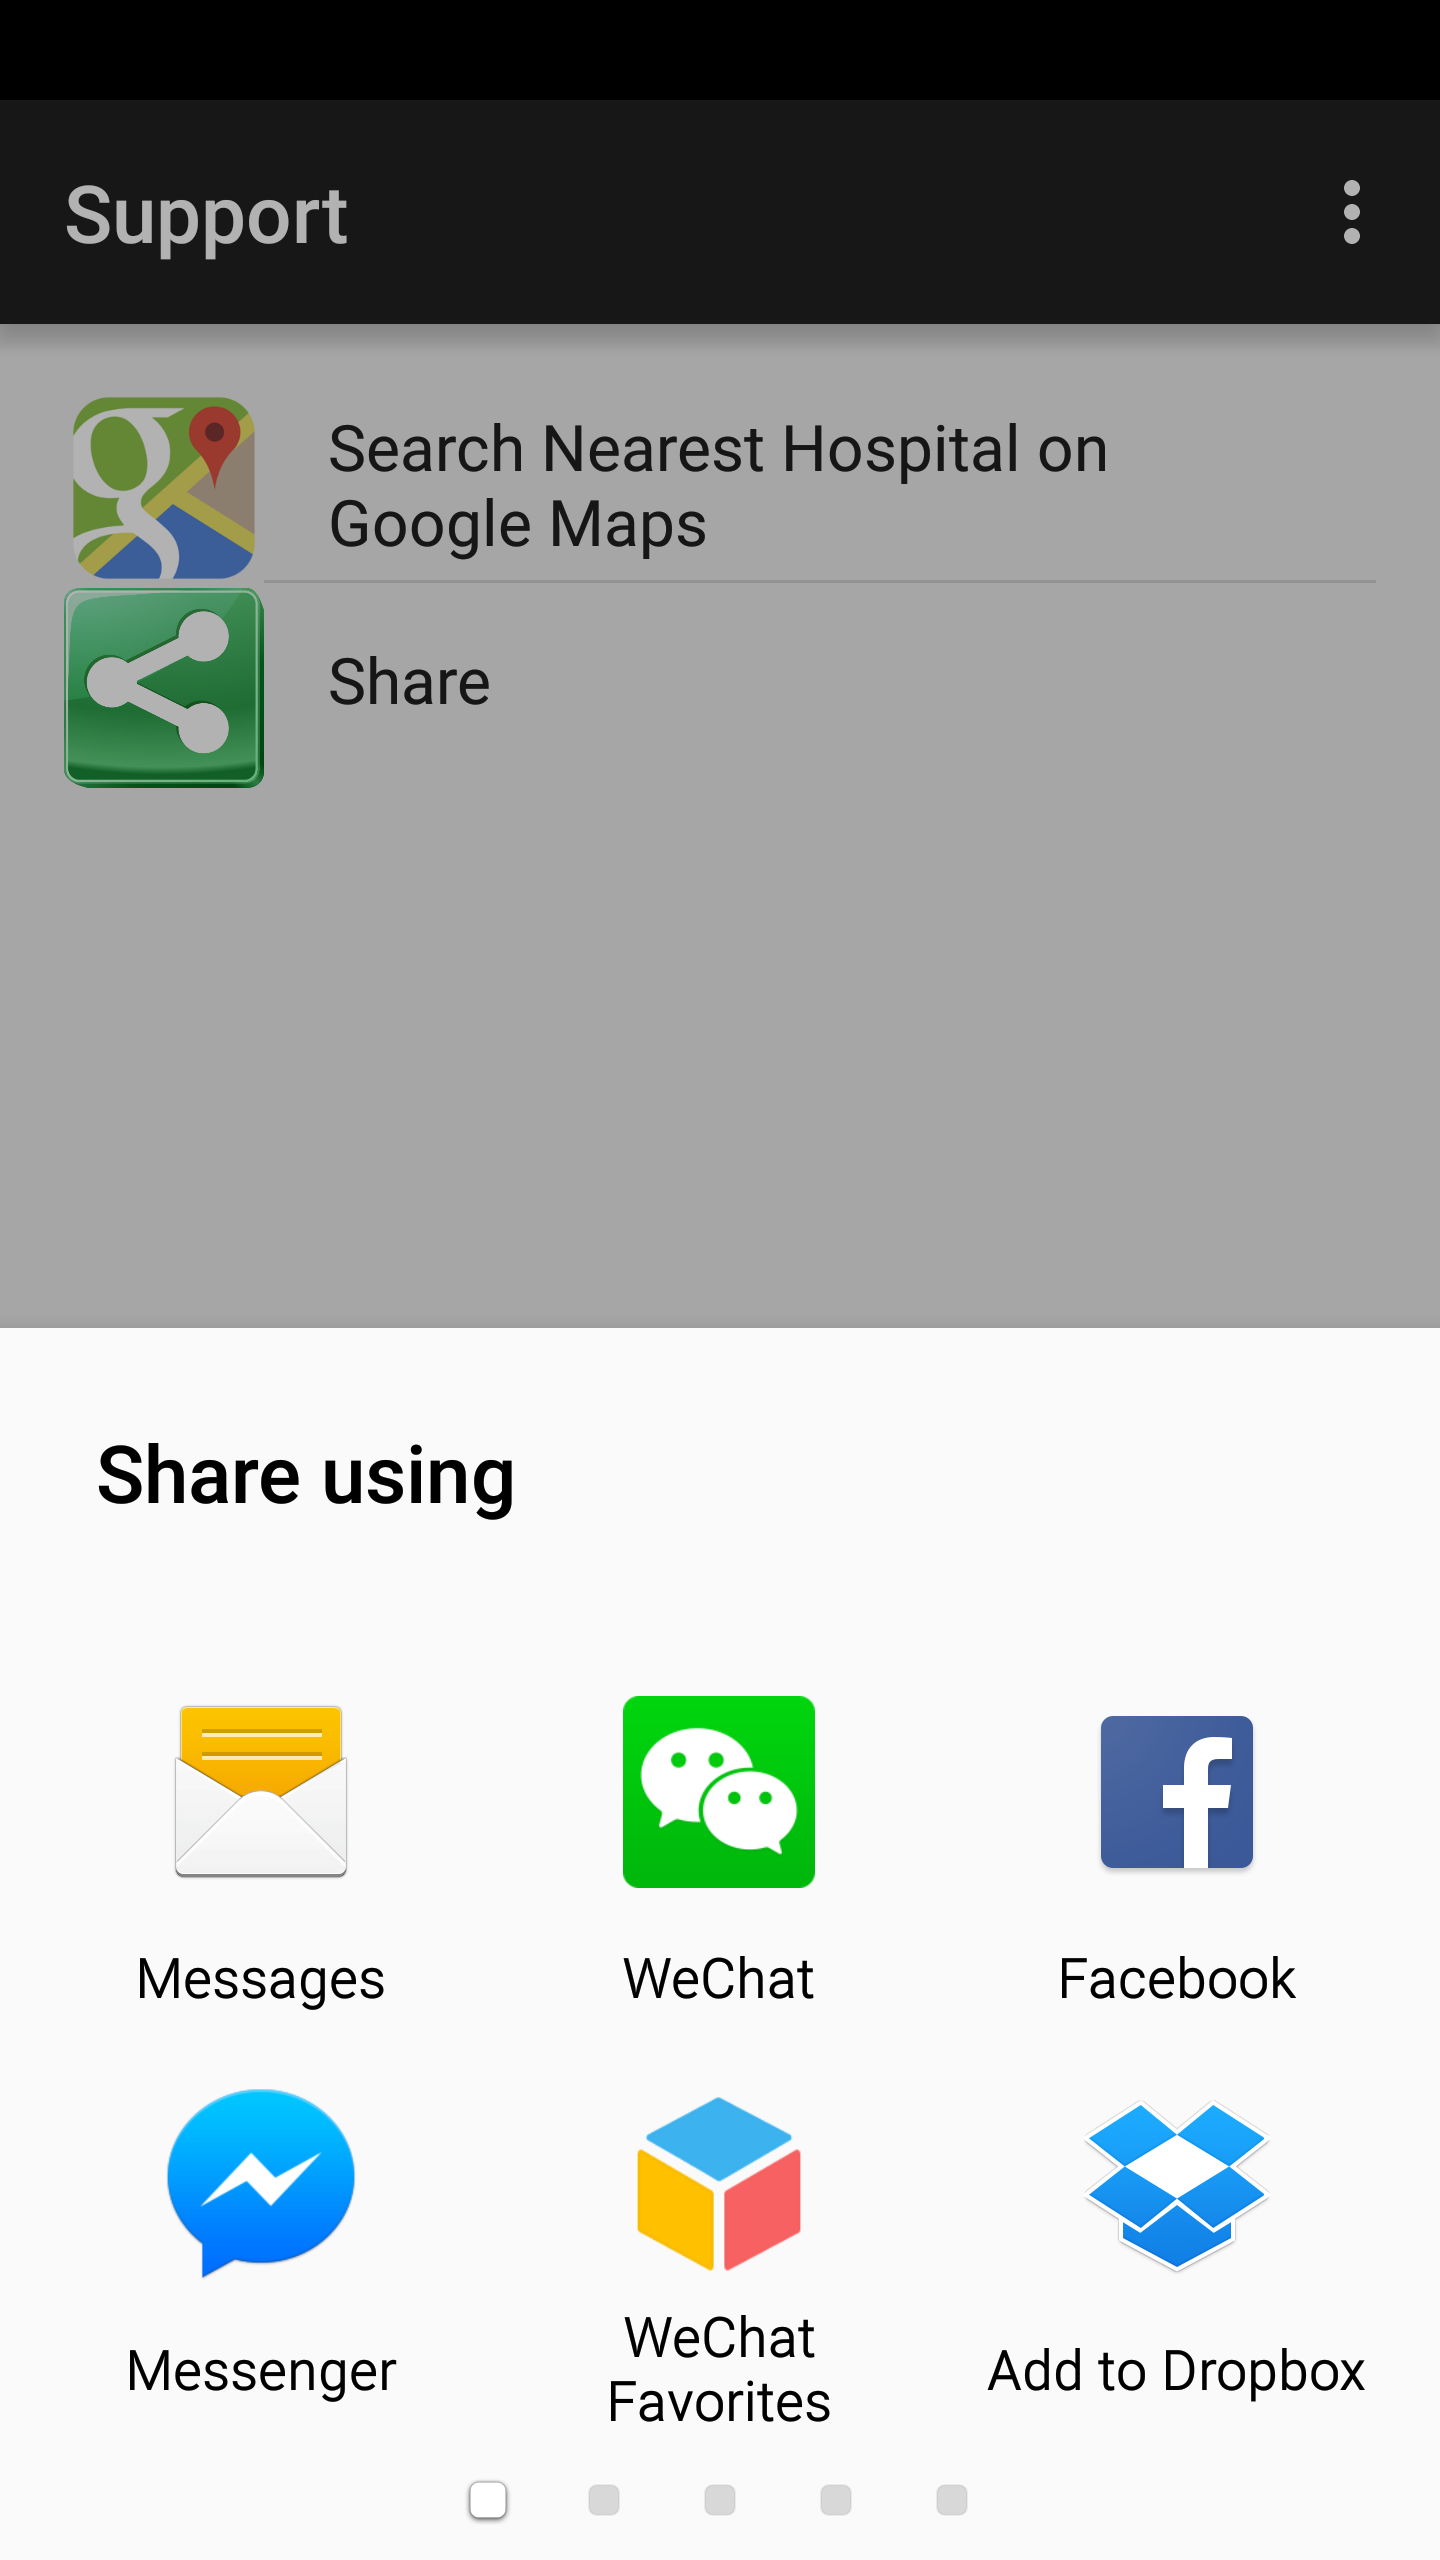 Support
Search Nearest Hospital on
Google Maps
Share
Share using
Messages
WeChat
Facebook
Messenger
WeChat
Favorites
Add to Dropbox